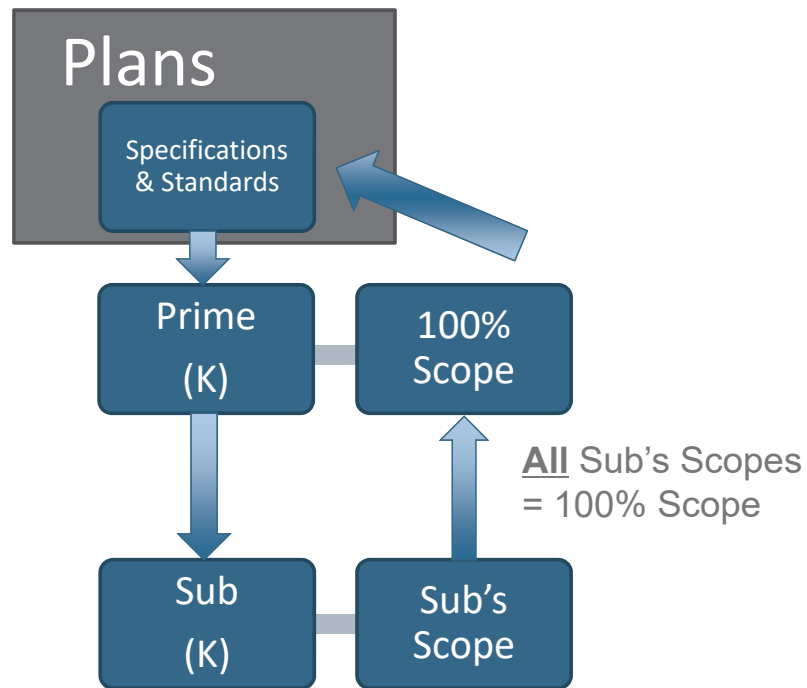 Plans
Specifications
& Standards
Prime
(K)
100%
Scope
All Sub’s Scopes
= 100% Scope
Sub
(K)
Sub’s
Scope